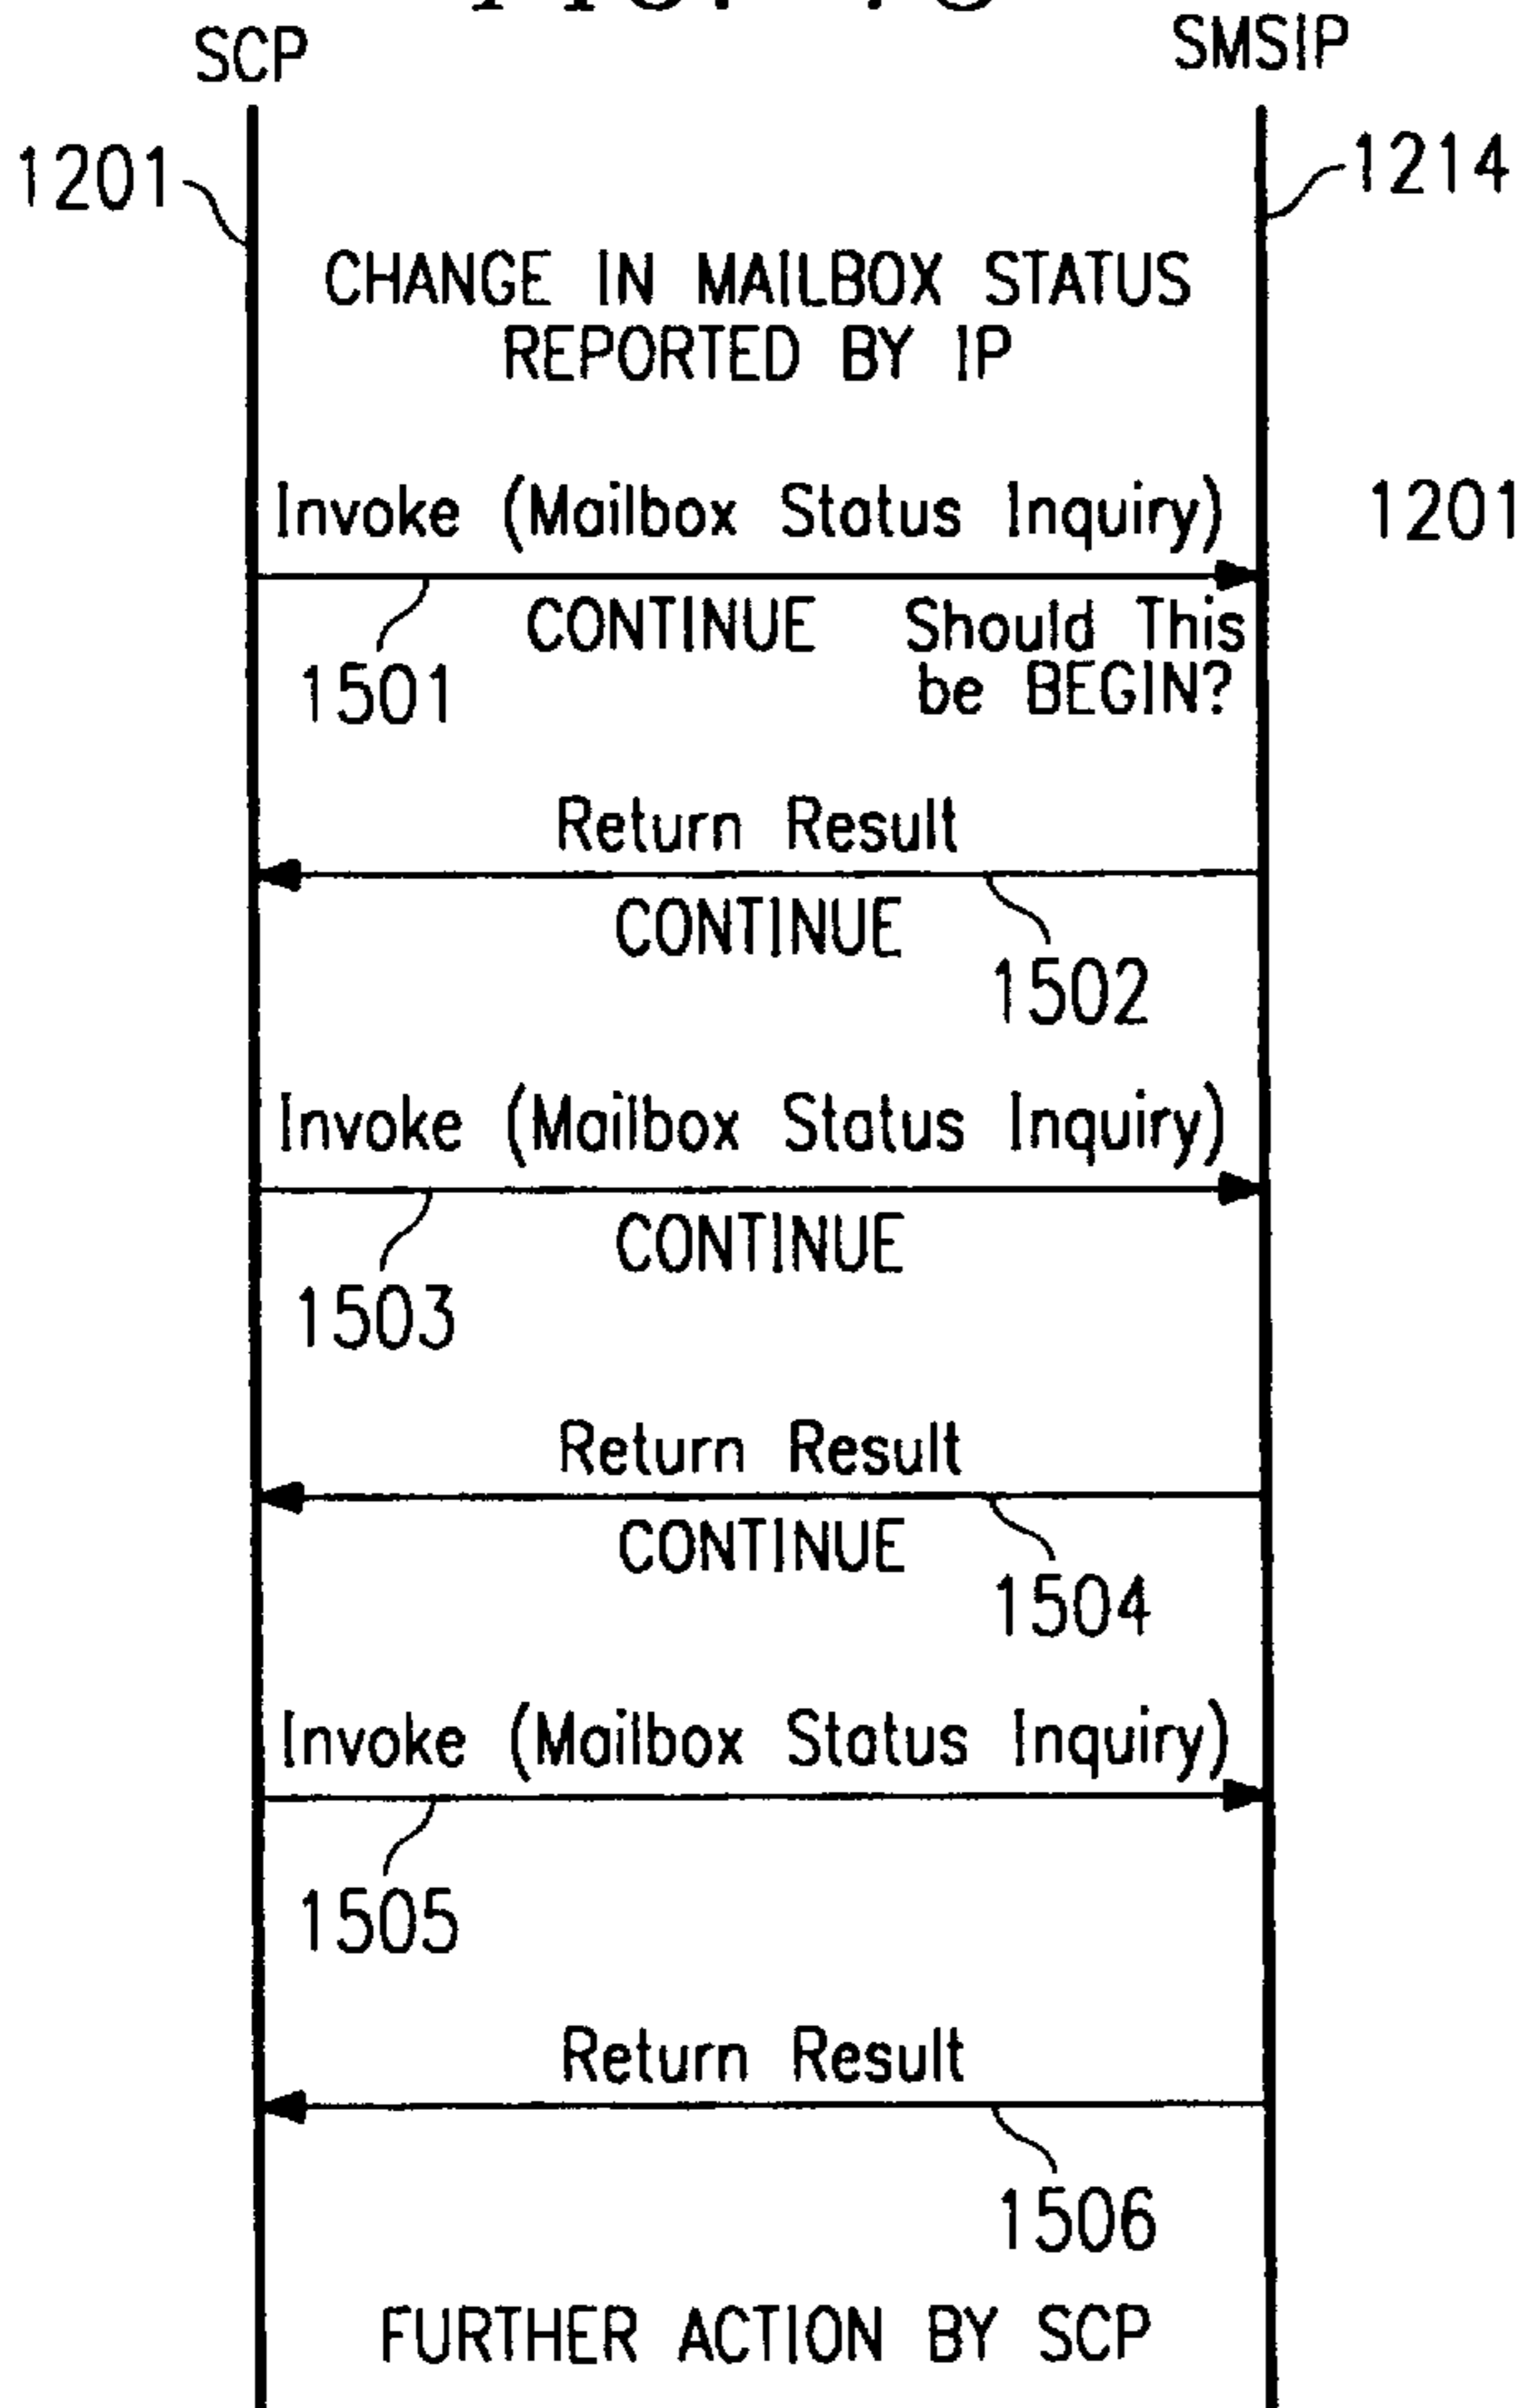 SCP
SMSIP
1201
1214
CHANGE IN MAILBOX STATUS
REPORTED BY IP
Invoke (Mailbox Status Inquiry)
1201
CONTINUE
Should This
be BEGIN?
1501
Return Result
CONTINUE
1502
Invoke (Mailbox Status Inquiry)
CONTINUE
1503
Return Result
CONTINUE
1504
Invoke (Mailbox Status Inquiry)
1505
Return Result
1506
FURTHER ACTION BY SCP